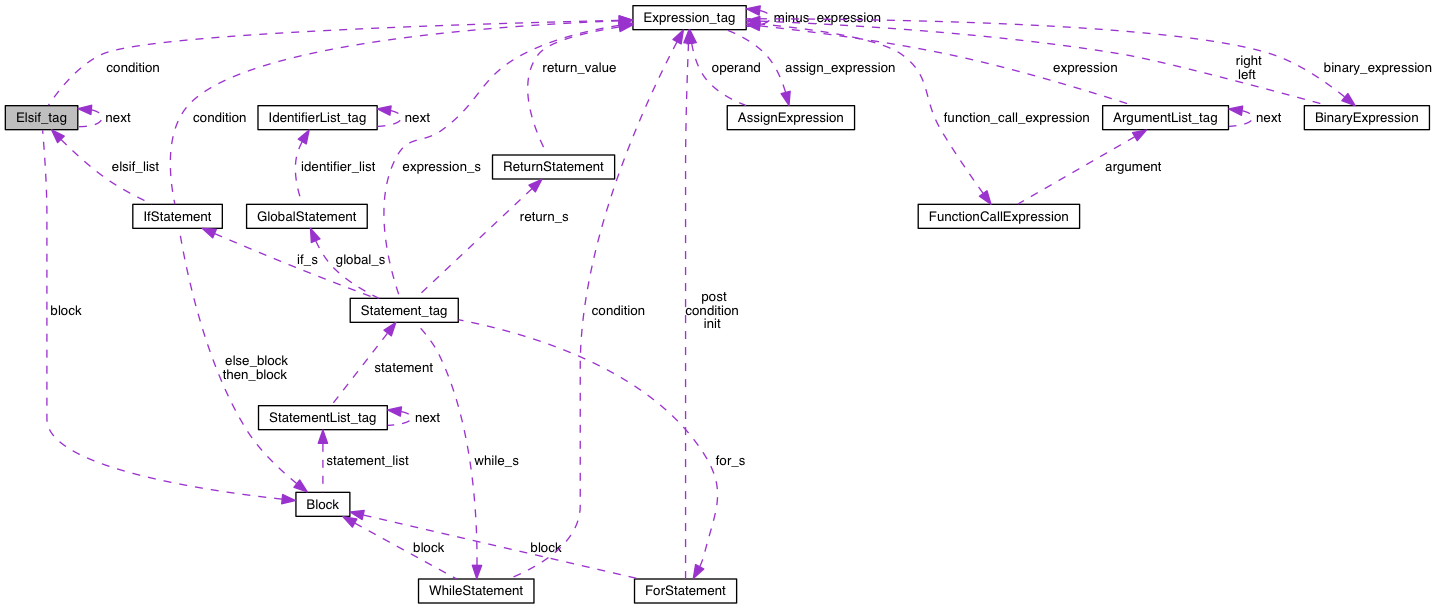 Expression_tag
minus_expression
condition
return_value
operand
assign_expression
expression
right
left
binary_expression
Elsif_tag
next
condition
IdentifierList_tag
next
AssignExpression
function_call_expression
ArgumentList_tag
next
BinaryExpression
elsif_list
identifier_list
expression_s
ReturnStatement
argument
IfStatement
GlobalStatement
return_s
FunctionCallExpression
if_s
global_s
block
Statement_tag
condition
post
condition
init
else_block
then_block
statement
StatementList_tag
next
statement_list
while_s
for_s
Block
block
block
WhileStatement
ForStatement